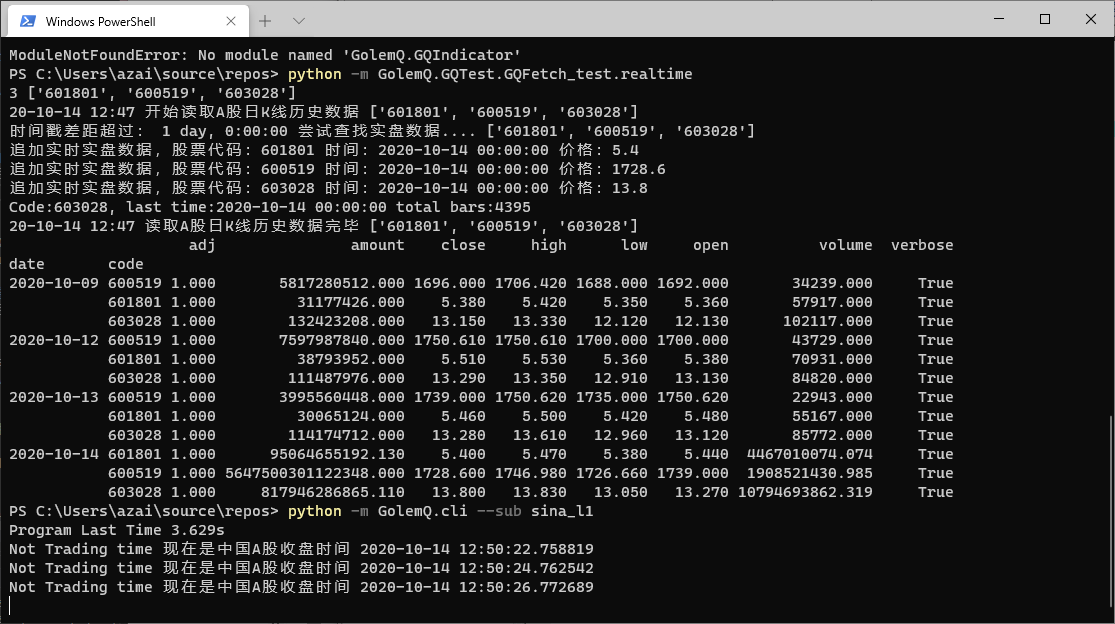 Windows PowerShell
ModuleNotFoundError: No module named 'GolemQ.GQIndicator'
PS C:\Users\azai\source\repos> python -m GolemQ.GQTest.GQFetch_test.realtime
3 ['601801', '600519', '603028']
20-10-14 12:47 开始读取A股日K线历史数据 ['601801', '600519', '603028']
时间戳差距超过： 1 day, 0:00:00 尝试查找实盘数据.... ['601801', '600519', '603028']
追加实时实盘数据，股票代码：601801 时间：2020-10-14 00:00:00 价格：5.4
追加实时实盘数据，股票代码：600519 时间：2020-10-14 00:00:00 价格：1728.6
追加实时实盘数据，股票代码：603028 时间：2020-10-14 00:00:00 价格：13.8
Code:603028, last time:2020-10-14 00:00:00 total bars:4395
20-10-14 12:47 读取A股日K线历史数据完毕 ['601801', '600519', '603028']
adj amount close high low open volume verbose
date code
2020-10-09 600519 1.000 5817280512.000 1696.000 1706.420 1688.000 1692.000 34239.000 True
601801 1.000 31177426.000 5.380 5.420 5.350 5.360 57917.000 True
603028 1.000 132423208.000 13.150 13.330 12.120 12.130 102117.000 True
2020-10-12 600519 1.000 7597987840.000 1750.610 1750.610 1700.000 1700.000 43729.000 True
601801 1.000 38793952.000 5.510 5.530 5.360 5.380 70931.000 True
603028 1.000 111487976.000 13.290 13.350 12.910 13.130 84820.000 True
2020-10-13 600519 1.000 3995560448.000 1739.000 1750.620 1735.000 1750.620 22943.000 True
601801 1.000 30065124.000 5.460 5.500 5.420 5.480 55167.000 True
603028 1.000 114174712.000 13.280 13.610 12.960 13.120 85772.000 True
2020-10-14 601801 1.000 95064655192.130 5.400 5.470 5.380 5.440 4467010074.074 True
600519 1.000 5647500301122348.000 1728.600 1746.980 1726.660 1739.000 1908521430.985 True
603028 1.000 817946286865.110 13.800 13.830 13.050 13.270 10794693862.319 True
PS C:\Users\azai\source\repos> python -m GolemQ.cli --sub sina_l1
Program Last Time 3.629s
Not Trading time 现在是中国A股收盘时间 2020-10-14 12:50:22.758819
Not Trading time 现在是中国A股收盘时间 2020-10-14 12:50:24.762542
Not Trading time 现在是中国A股收盘时间 2020-10-14 12:50:26.772689